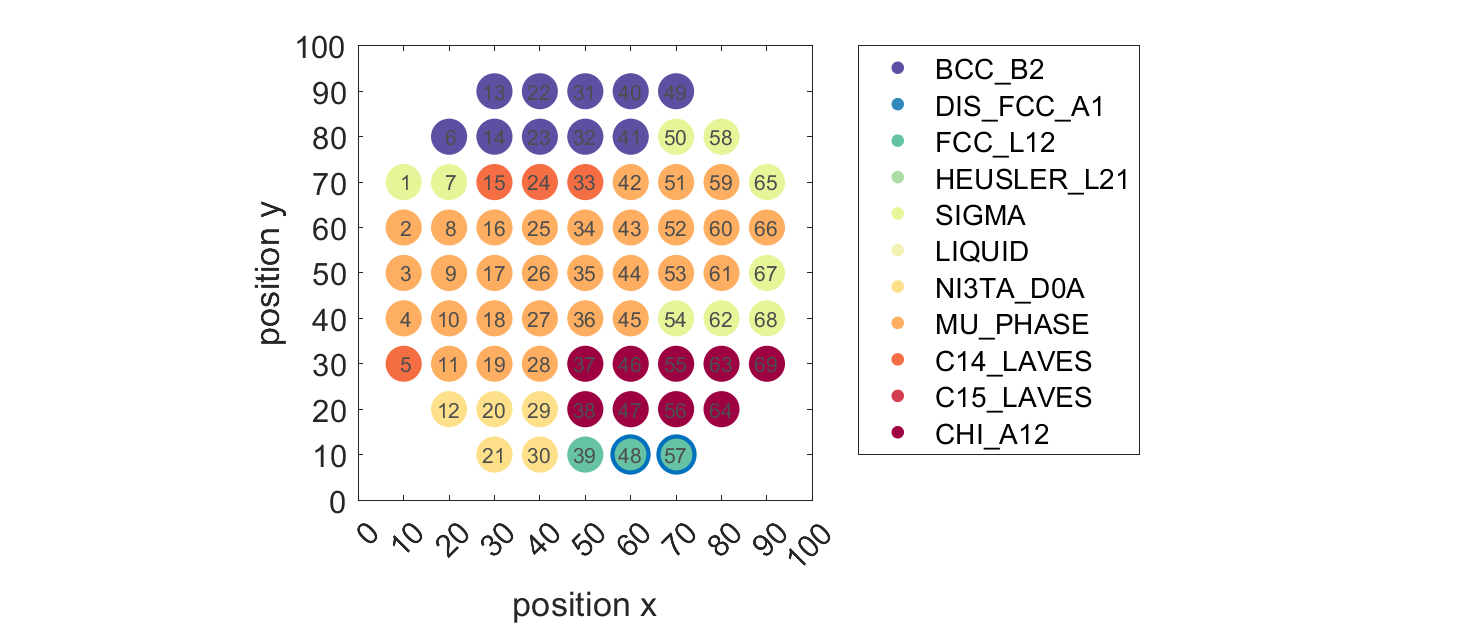 100
90 13 22 31 40 49
80 6 14 23 32 41 50 58
70 1 7 15 24 33 42 51 59 65
60 2 8 16 25 34 43 52 60 66
50 3 9 17 26 35 44 53 61 67
40 4 10 18 27 36 45 54 62 68
30 5 11 19 28 37 46 55 63 69
20 12 20 29 38 47 56 64
10 21 30 39 48 57
0
position y
0 10 20 30 40 50 60 70 80 90 100
position x
BCC_B2
DIS_FCC_A1
FCC_L12
HEUSLER_L21
SIGMA
LIQUID
NI3TA_D0A
MU_PHASE
C14_LAVES
C15_LAVES
CHI_A12